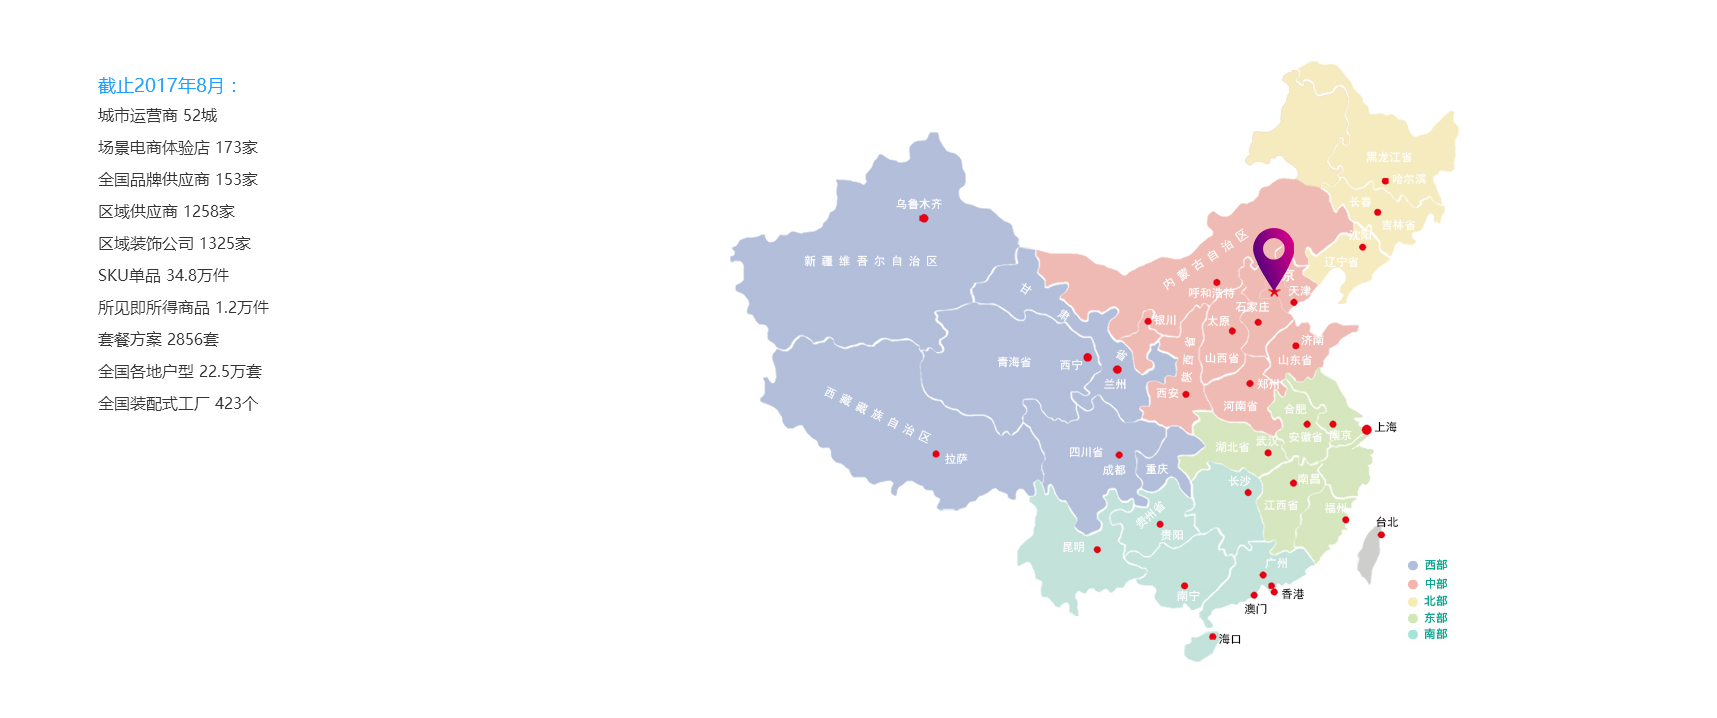 截止2017年8月：
城市运营商 52城
场景电商体验店 173家
全国品牌供应商 153家
区域供应商 1258家
区域装饰公司 1325家
SKU单品 34.8万件
所见即所得商品 1.2万件
套餐方案 2856套
全国各地户型 22.5万套
全国装配式工厂 423个
黑龙江省
哈尔滨
长春
吉林省
沈阳
辽宁省
乌鲁木齐
新疆维吾尔自治区
内蒙古自治区
呼和浩特
京
天津
石家庄
银川
太原
济南
山西省
山东省
陕西省
甘肃省
青海省
西宁
兰州
西安
郑州
河南省
西藏藏族自治区
拉萨
合肥
安徽省
南京
上海
湖北省
武汉
四川省
成都
重庆
长沙
南昌
江西省
福州
台北
贵州省
贵阳
昆明
南宁
广州
香港
澳门
海口
西部
中部
北部
东部
南部